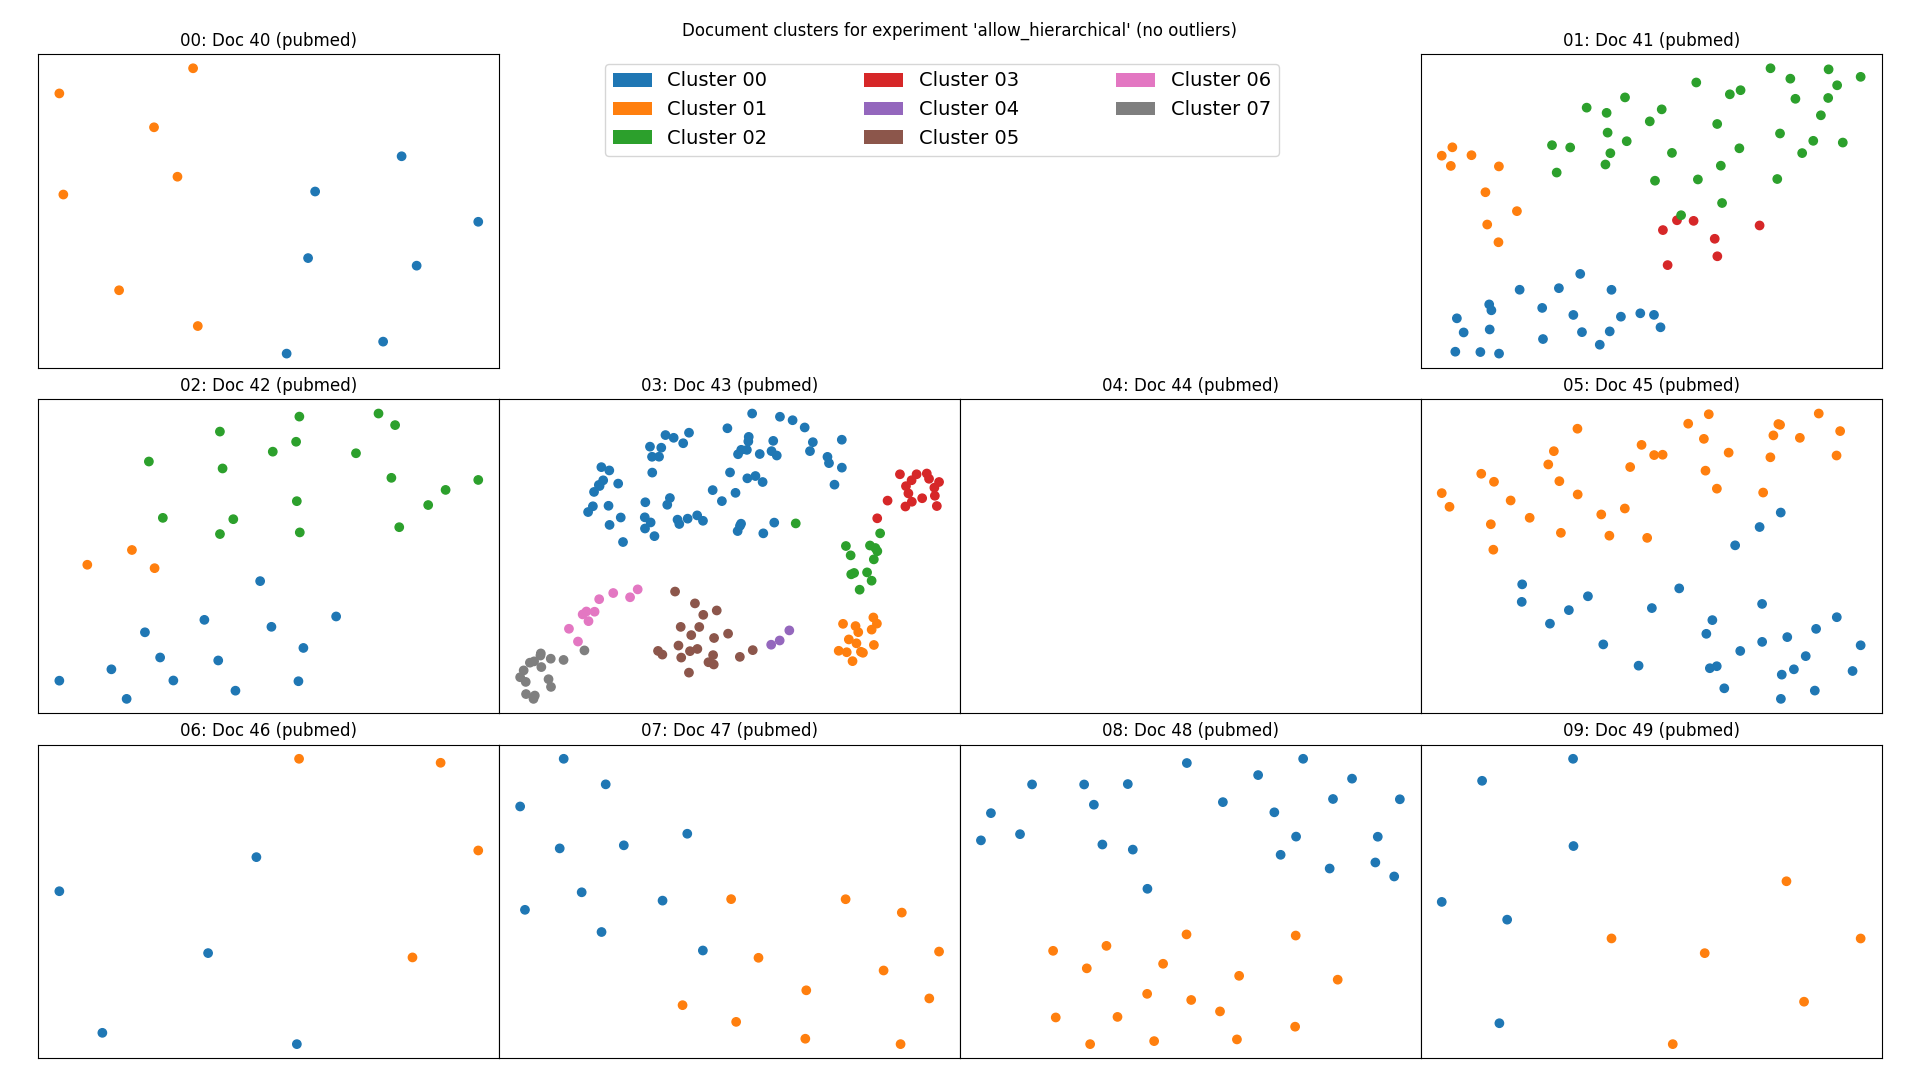 Document clusters for experiment 'allow_hierarchical' (no outliers)
00: Doc 40 (pubmed)
01: Doc 41 (pubmed)
Cluster 00
Cluster 01
Cluster 02
Cluster 03
Cluster 04
Cluster 05
Cluster 06
Cluster 07
02: Doc 42 (pubmed)
03: Doc 43 (pubmed)
04: Doc 44 (pubmed)
05: Doc 45 (pubmed)
06: Doc 46 (pubmed)
07: Doc 47 (pubmed)
08: Doc 48 (pubmed)
09: Doc 49 (pubmed)